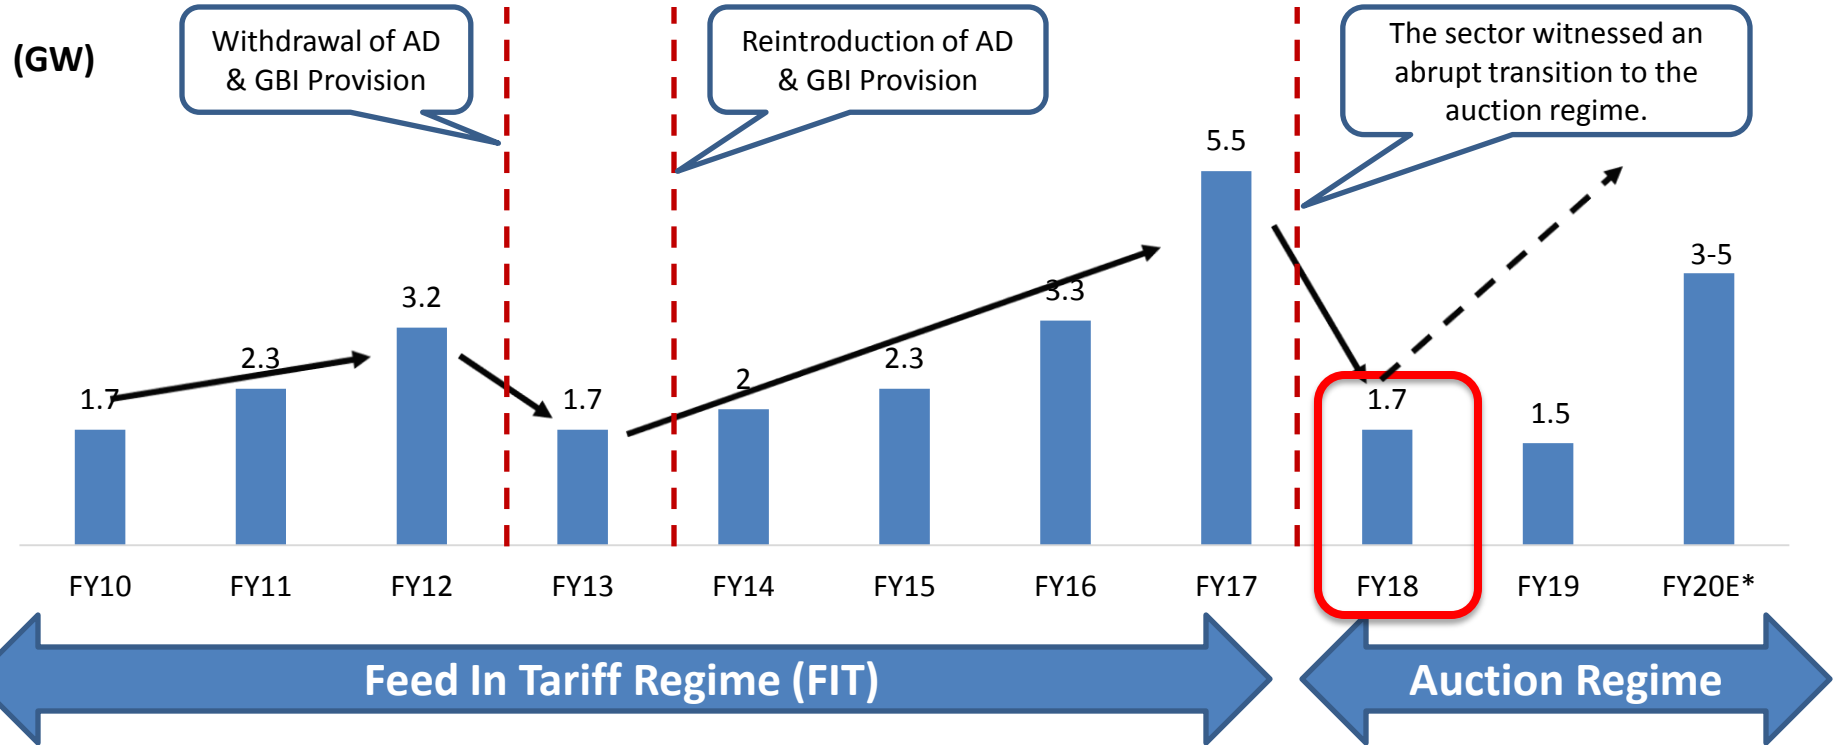 (GW)
Withdrawal of AD
& GBI Provision
Reintroduction of AD
& GBI Provision
The sector witnessed an
abrupt transition to the
auction regime.
1.7
2.3
3.2
1.7
2
2.3
3.3
5.5
1.7
1.5
3-5
FY10
FY11
FY12
FY13
FY14
FY15
FY16
FY17
FY18
FY19
FY20E*
Feed In Tariff Regime (FIT)
Auction Regime